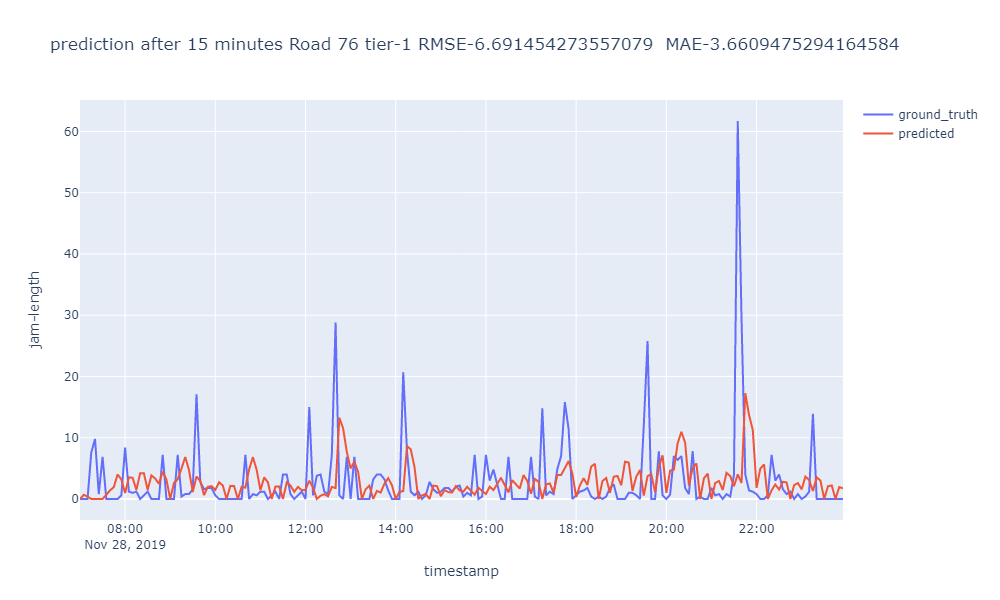 prediction after 15 minutes Road 76 tier-1 RMSE-6.691454273557079  MAE-3.6609475294164584
ground_truth
predicted
60
50
40
30
20
10
0
jam-length
08:00 10:00 12:00 14:00 16:00 18:00 20:00 22:00
Nov 28, 2019
timestamp